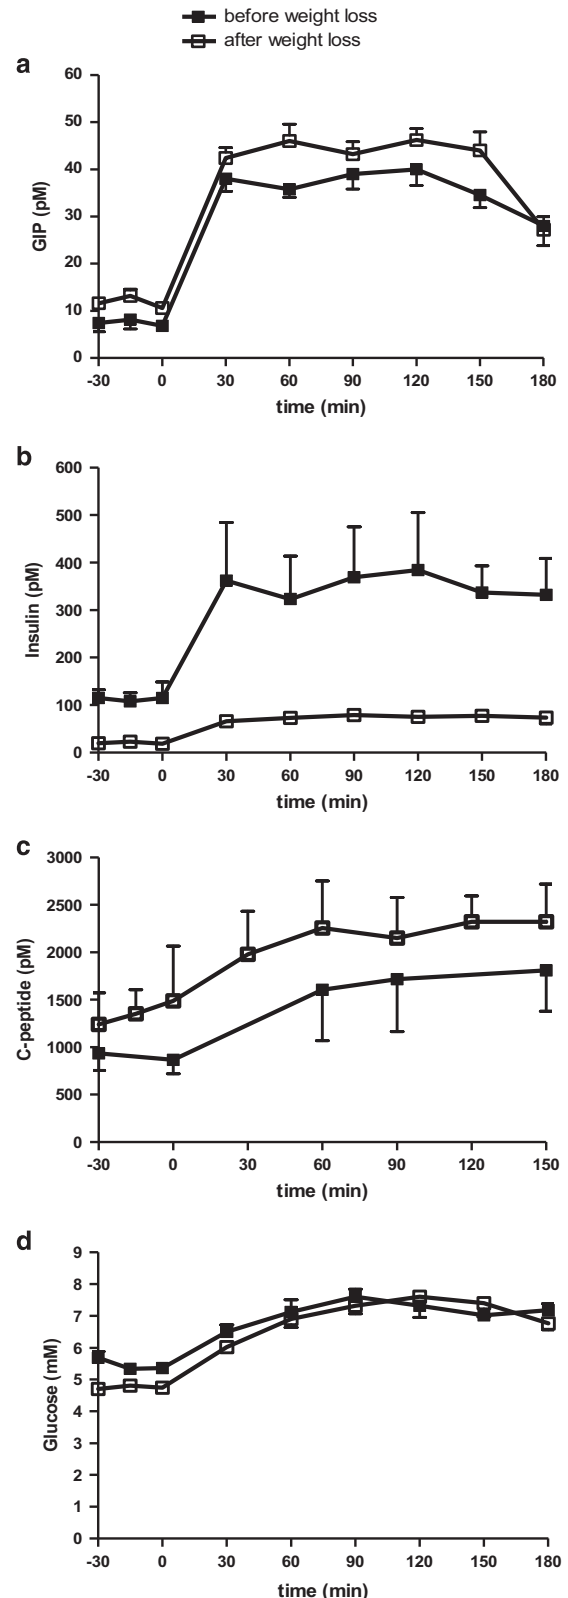 before weight loss
after weight loss
a
60
50
40
30
20
10
0
GIP (pM)
-30 0 30 60 90 120 150 180
time (min)
b
600
500
400
300
200
100
0
Insulin (pM)
-30 0 30 60 90 120 150 180
time (min)
c
3000
2500
2000
1500
1000
500
0
C-peptide (pM)
-30 0 30 60 90 120 150
time (min)
d
9
8
7
6
5
4
3
2
1
0
Glucose (mM)
-30 0 30 60 90 120 150 180
time (min)